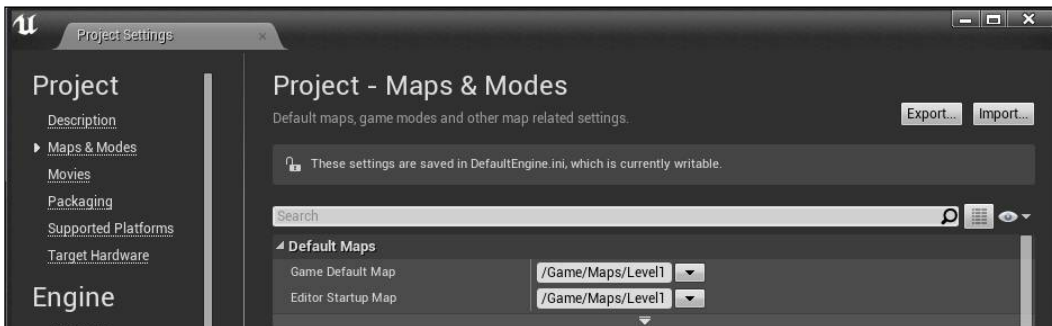 Project Settings
Project
Description
Maps & Modes
Movies
Packaging
Supported Platforms
Target Hardware
Engine
Project - Maps & Modes
Default maps, game modes and other map related settings.
Export... Import...
These settings are saved in DefaultEngine.ini, which is currently writable.
Search
Default Maps
Game Default Map /Game/Maps/Level1
Editor Startup Map /Game/Maps/Level1